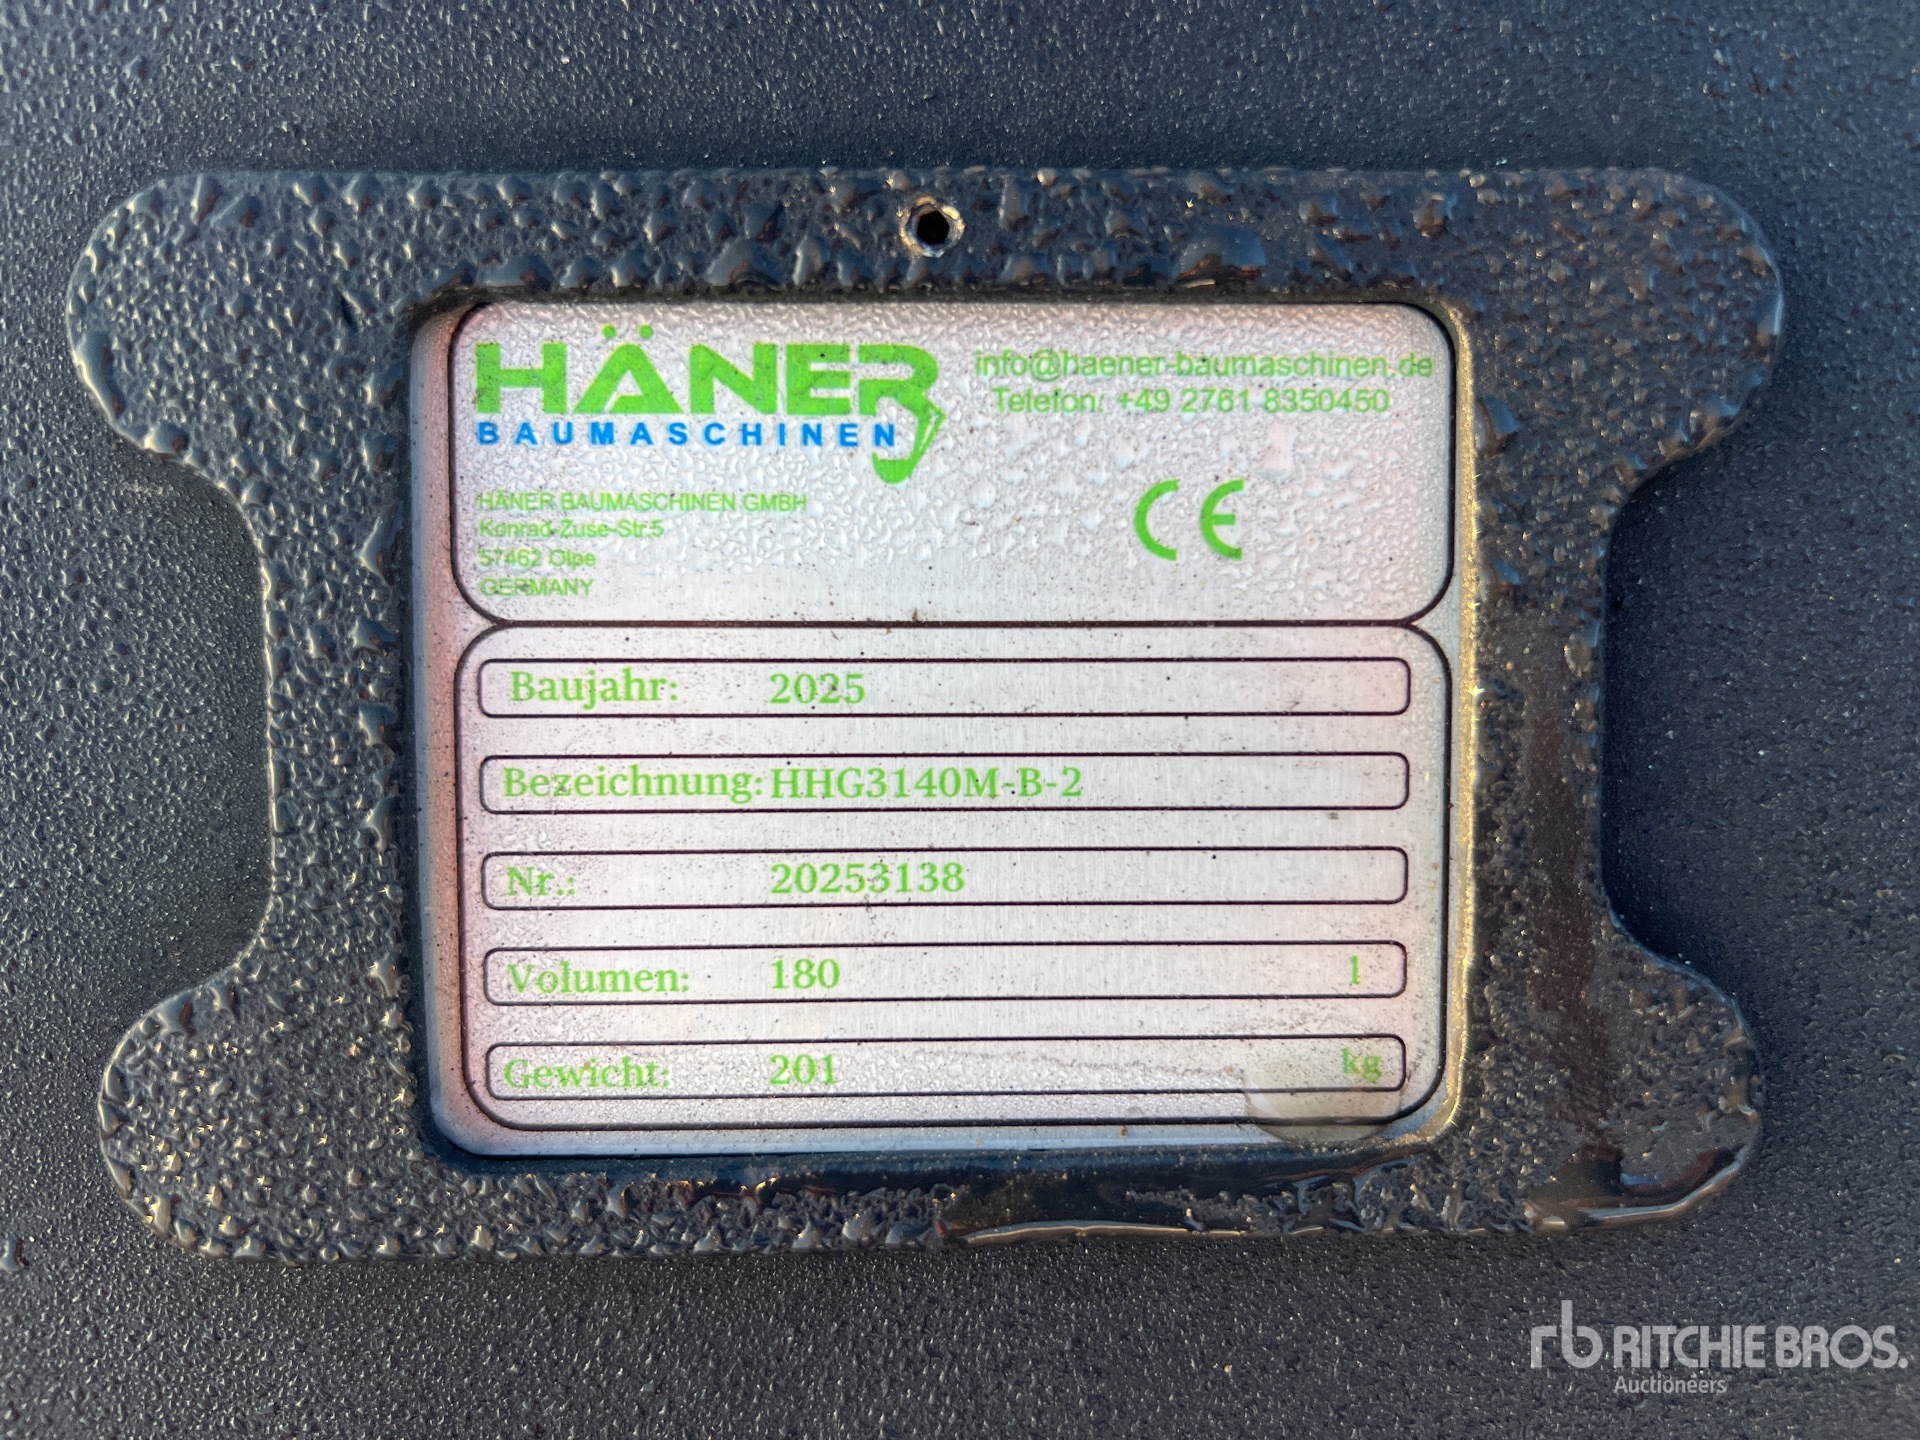 HÄNER
BAUMASCHINEN
info@haener-baumaschinen.de
Telefon: +49 2761 8350450
HÄNER BAUMASCHINEN GMBH
Konrad-Zuse-Str.5
57462 Olpe
GERMANY
CE
Baujahr: 2025
Bezeichnung: HHG3140M-B-2
Nr.: 20253138
Volumen: 180 l
Gewicht: 201 kg
rb RITCHIE BROS.
Auctioneers